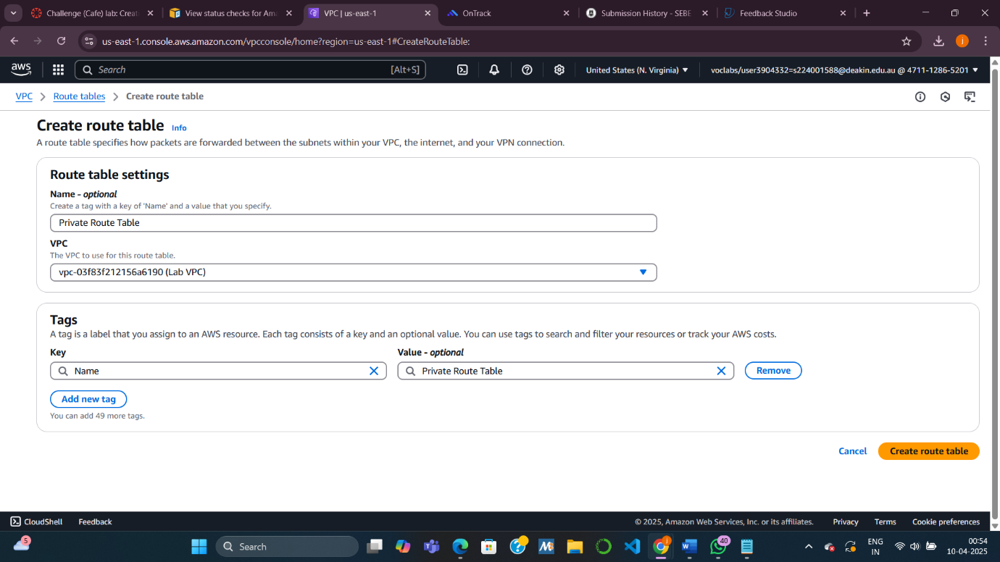 Challenge (Cafe) lab: Creati
View status checks for Ama
VPC | us-east-1
OnTrack
Submission History - SEBE
Feedback Studio
us-east-1.console.aws.amazon.com/vpcconsole/home?region=us-east-1#CreateRouteTable:
j
aws
Search
[Alt+S]
United States (N. Virginia)
voclabs/user3904332=s224001588@deakin.edu.au @ 4711-1286-5201
VPC > Route tables > Create route table
Create route table Info
A route table specifies how packets are forwarded between the subnets within your VPC, the internet, and your VPN connection.
Route table settings
Name - optional
Create a tag with a key of 'Name' and a value that you specify.
Private Route Table
VPC
The VPC to use for this route table.
vpc-03f83f212156a6190 (Lab VPC)
Tags
A tag is a label that you assign to an AWS resource. Each tag consists of a key and an optional value. You can use tags to search and filter your resources or track your AWS costs.
Key
Value - optional
Name
Private Route Table
Remove
Add new tag
You can add 49 more tags.
Cancel
Create route table
CloudShell
Feedback
© 2025, Amazon Web Services, Inc. or its affiliates.
Privacy
Terms
Cookie preferences
5
Search
j
40
ENG
IN
00:54
10-04-2025